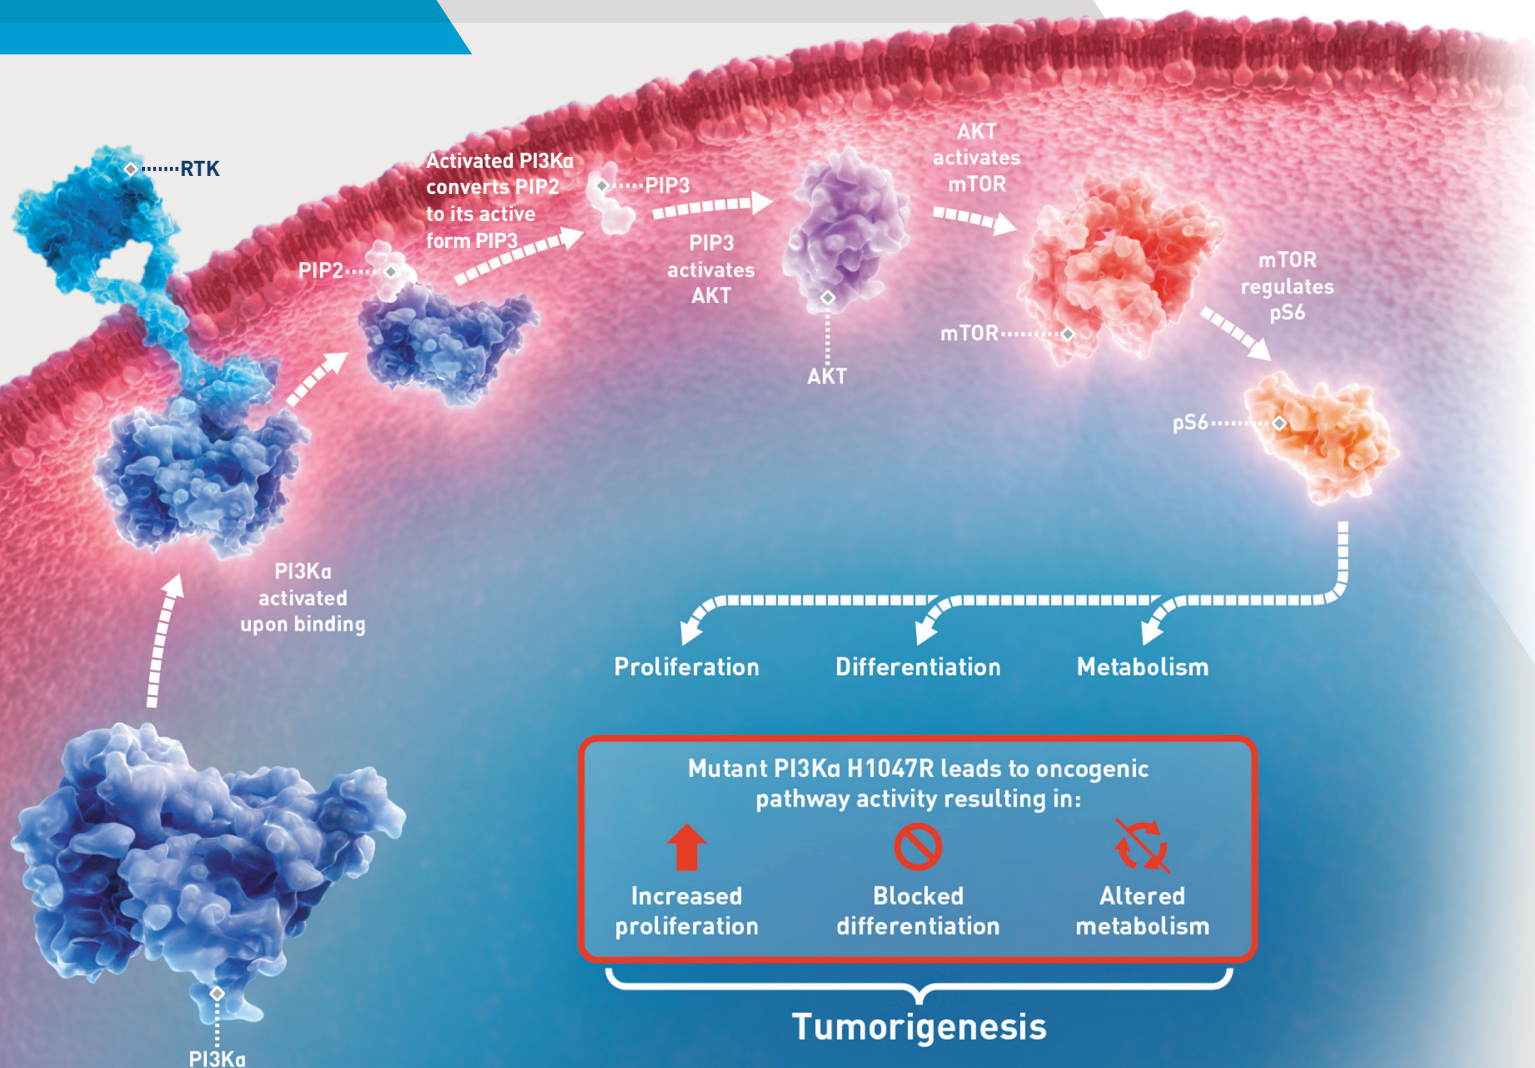 RTK
Activated PI3Kα
converts PIP2
to its active
form PIP3
PIP2
PIP3
PIP3
activates
AKT
AKT
activates
mTOR
AKT
mTOR
mTOR
regulates
pS6
pS6
PI3Kα
activated
upon binding
PI3Kα
Proliferation
Differentiation
Metabolism
Mutant PI3Kα H1047R leads to oncogenic
pathway activity resulting in:
Increased
proliferation
Blocked
differentiation
Altered
metabolism
Tumorigenesis